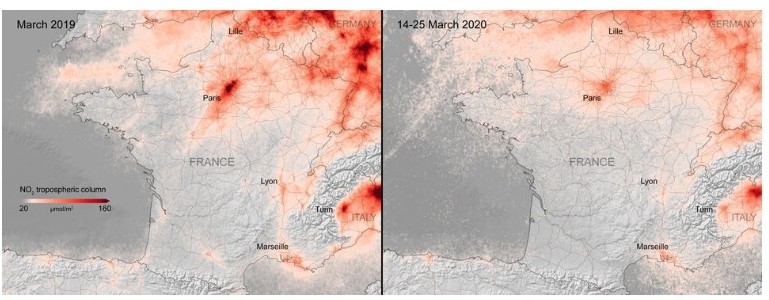 March 2019
Lille
GERMANY
Paris
FRANCE
Lyon
NO2 tropospheric column
20 µmol/m² 160
Turin
ITALY
Marseille
14-25 March 2020
Lille
GERMANY
Paris
FRANCE
Lyon
Turin
ITALY
Marseille